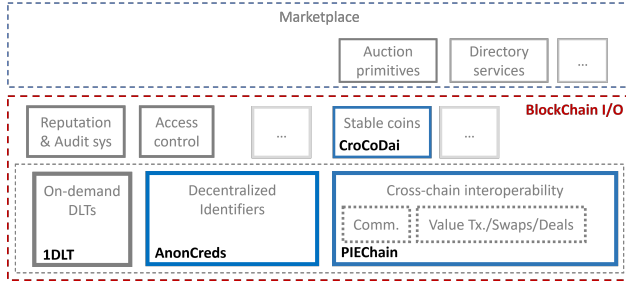 Marketplace
Auction
primitives
Directory
services
...
BlockChain I/O
Reputation
& Audit sys
Access
control
...
Stable coins
CroCoDai
...
On-demand
DLTs
1DLT
Decentralized
Identifiers
AnonCreds
Cross-chain interoperability
Comm.
Value Tx./Swaps/Deals
PIEChain